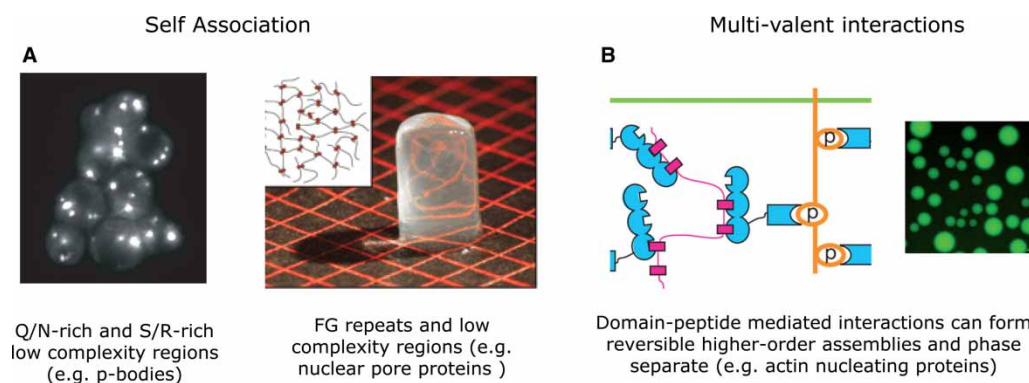 Self Association
Multi-valent interactions
A
B
p
p
p
Q/N-rich and S/R-rich
low complexity regions
(e.g. p-bodies)
FG repeats and low
complexity regions (e.g.
nuclear pore proteins )
Domain-peptide mediated interactions can form
reversible higher-order assemblies and phase
separate (e.g. actin nucleating proteins)